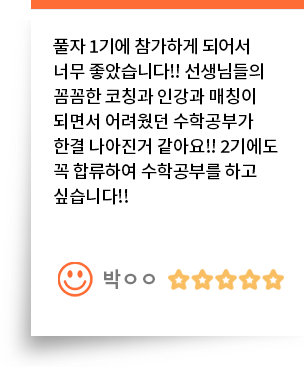 풀자 1기에 참가하게 되어서
너무 좋았습니다!! 선생님들의
꼼꼼한 코칭과 인강과 매칭이
되면서 어려웠던 수학공부가
한결 나아진거 같아요!! 2기에도
꼭 합류하여 수학공부를 하고
싶습니다!!
박ㅇㅇ